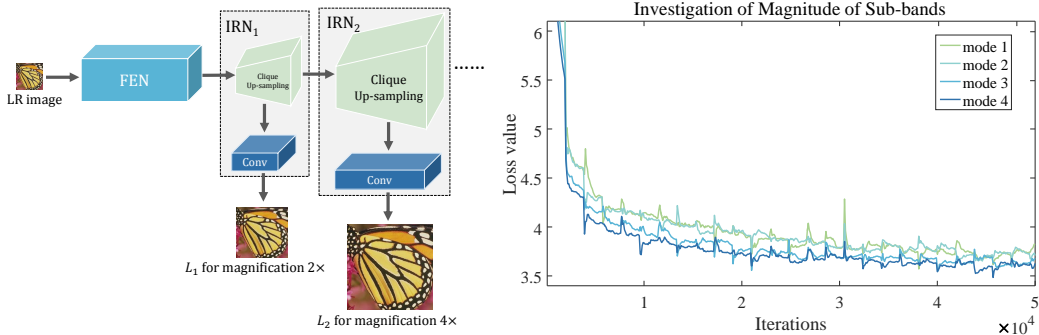 IRN1
IRN2
FEN
LR image
Clique
Up-sampling
Clique
Up-sampling
......
Conv
Conv
L1 for magnification 2×
L2 for magnification 4×
Investigation of Magnitude of Sub-bands
mode 1
mode 2
mode 3
mode 4
Loss value
6
5.5
5
4.5
4
3.5
1
2
3
4
5
Iterations
×10^4